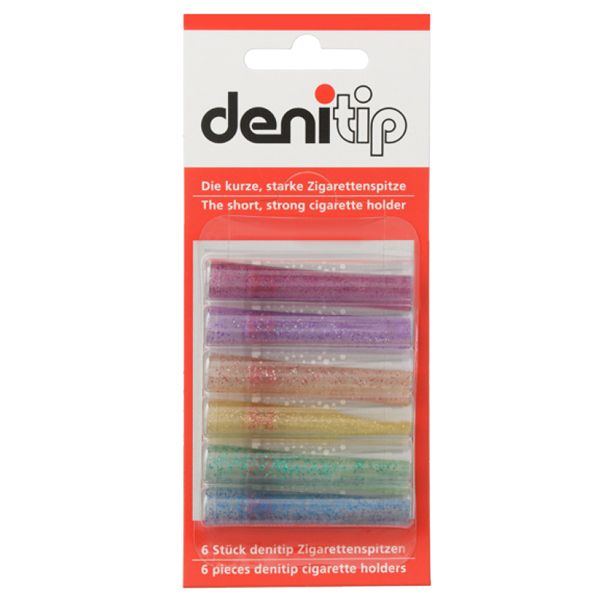 denitip
Die kurze, starke Zigarettenspitze
The short, strong cigarette holder
6 Stück denitip Zigarettenspitzen
6 pieces denitip cigarette holders